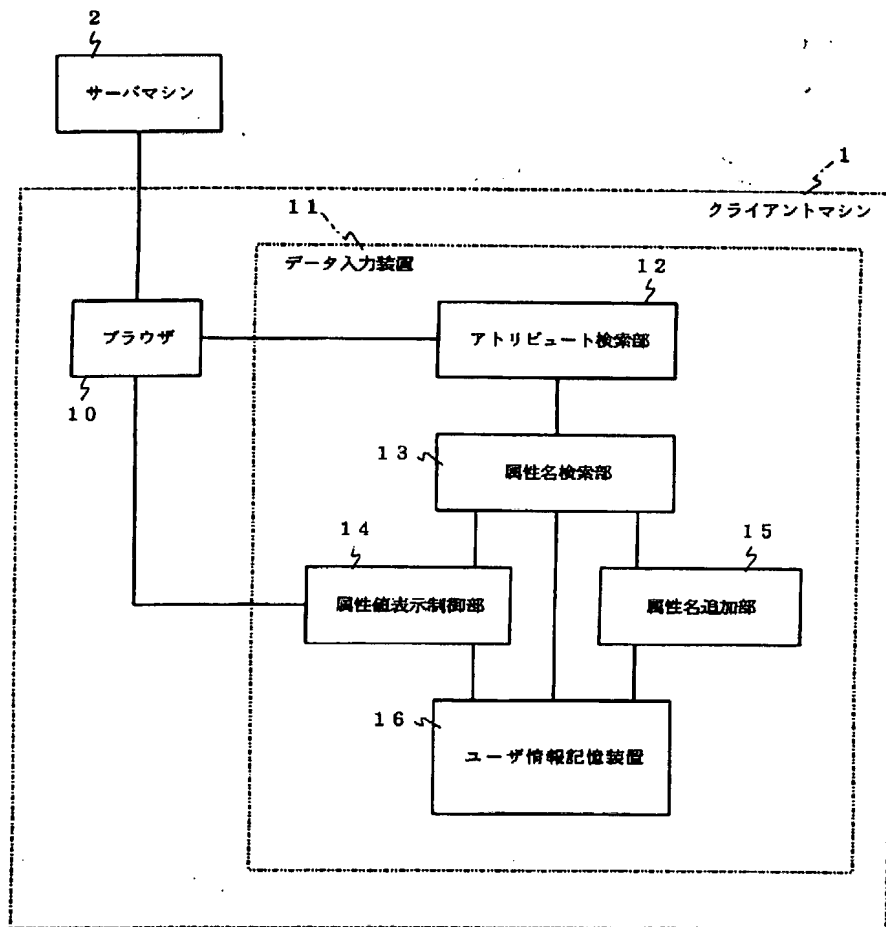 2
サーバマシン
1
クライアントマシン
11
データ入力装置
12
アトリビュート検索部
ブラウザ
10
13
属性名検索部
14
属性値表示制御部
15
属性名追加部
16
ユーザ情報記憶装置